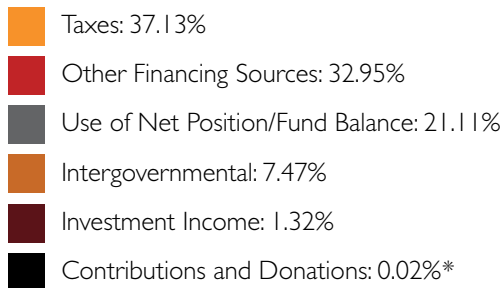 Taxes: 37.13%
Other Financing Sources: 32.95%
Use of Net Position/Fund Balance: 21.11%
Intergovernmental: 7.47%
Investment Income: 1.32%
Contributions and Donations: 0.02%*